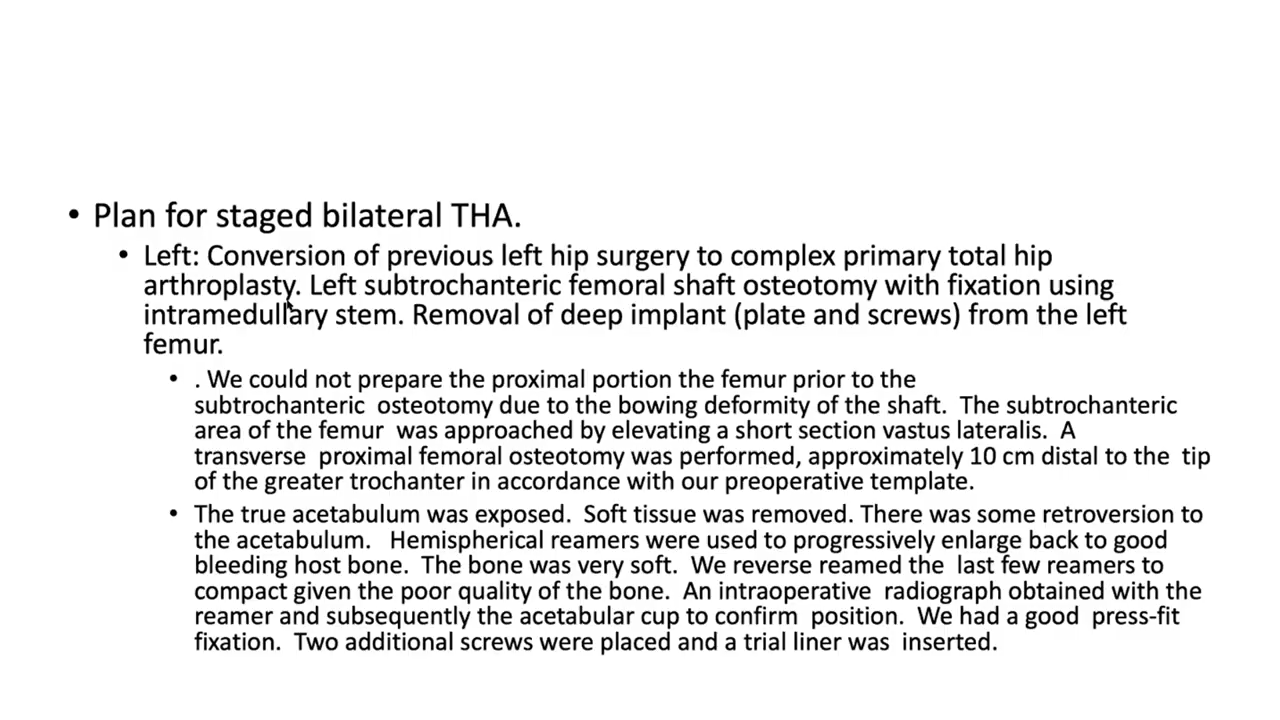 • Plan for staged bilateral THA.
• Left: Conversion of previous left hip surgery to complex primary total hip
arthroplasty. Left subtrochanteric femoral shaft osteotomy with fixation using
intramedullary stem. Removal of deep implant (plate and screws) from the left
femur.
• . We could not prepare the proximal portion the femur prior to the
subtrochanteric  osteotomy due to the bowing deformity of the shaft.  The subtrochanteric
area of the femur  was approached by elevating a short section vastus lateralis.  A
transverse  proximal femoral osteotomy was performed, approximately 10 cm distal to the  tip
of the greater trochanter in accordance with our preoperative template.
• The true acetabulum was exposed.  Soft tissue was removed. There was some retroversion to
the acetabulum.   Hemispherical reamers were used to progressively enlarge back to good
bleeding host bone.  The bone was very soft.  We reverse reamed the  last few reamers to
compact given the poor quality of the bone.  An intraoperative  radiograph obtained with the
reamer and subsequently the acetabular cup to confirm  position.  We had a good  press-fit
fixation.  Two additional screws were placed and a trial liner was  inserted.